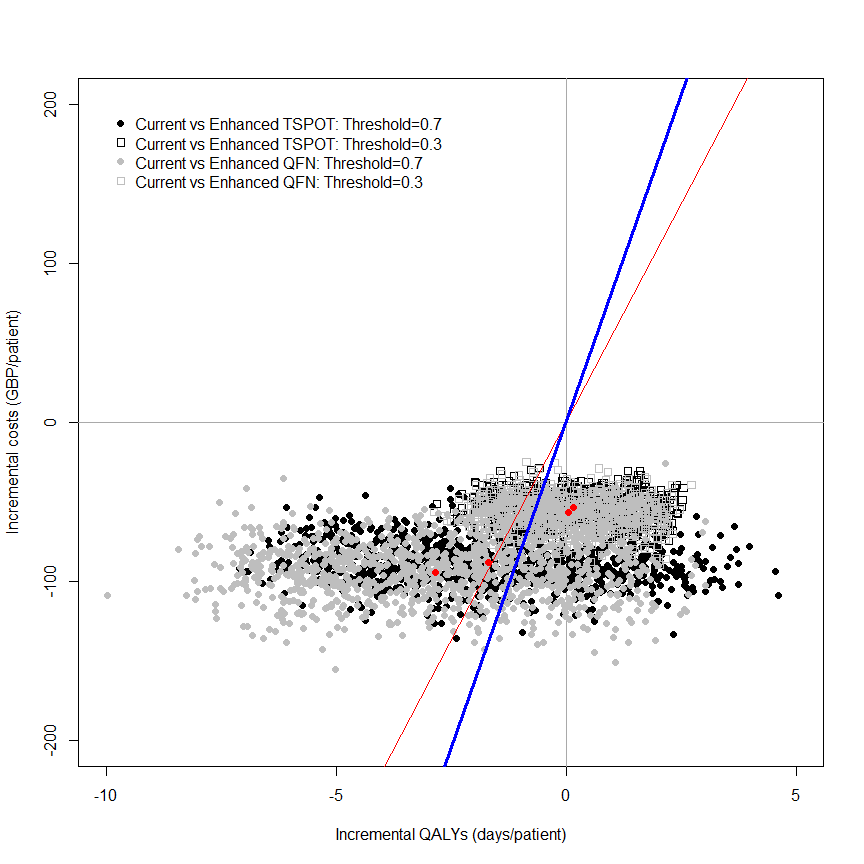 Current vs Enhanced TSPOT: Threshold=0.7
Current vs Enhanced TSPOT: Threshold=0.3
Current vs Enhanced QFN: Threshold=0.7
Current vs Enhanced QFN: Threshold=0.3
Incremental costs (GBP/patient)
200
100
0
-100
-200
-10
-5
0
5
Incremental QALYs (days/patient)